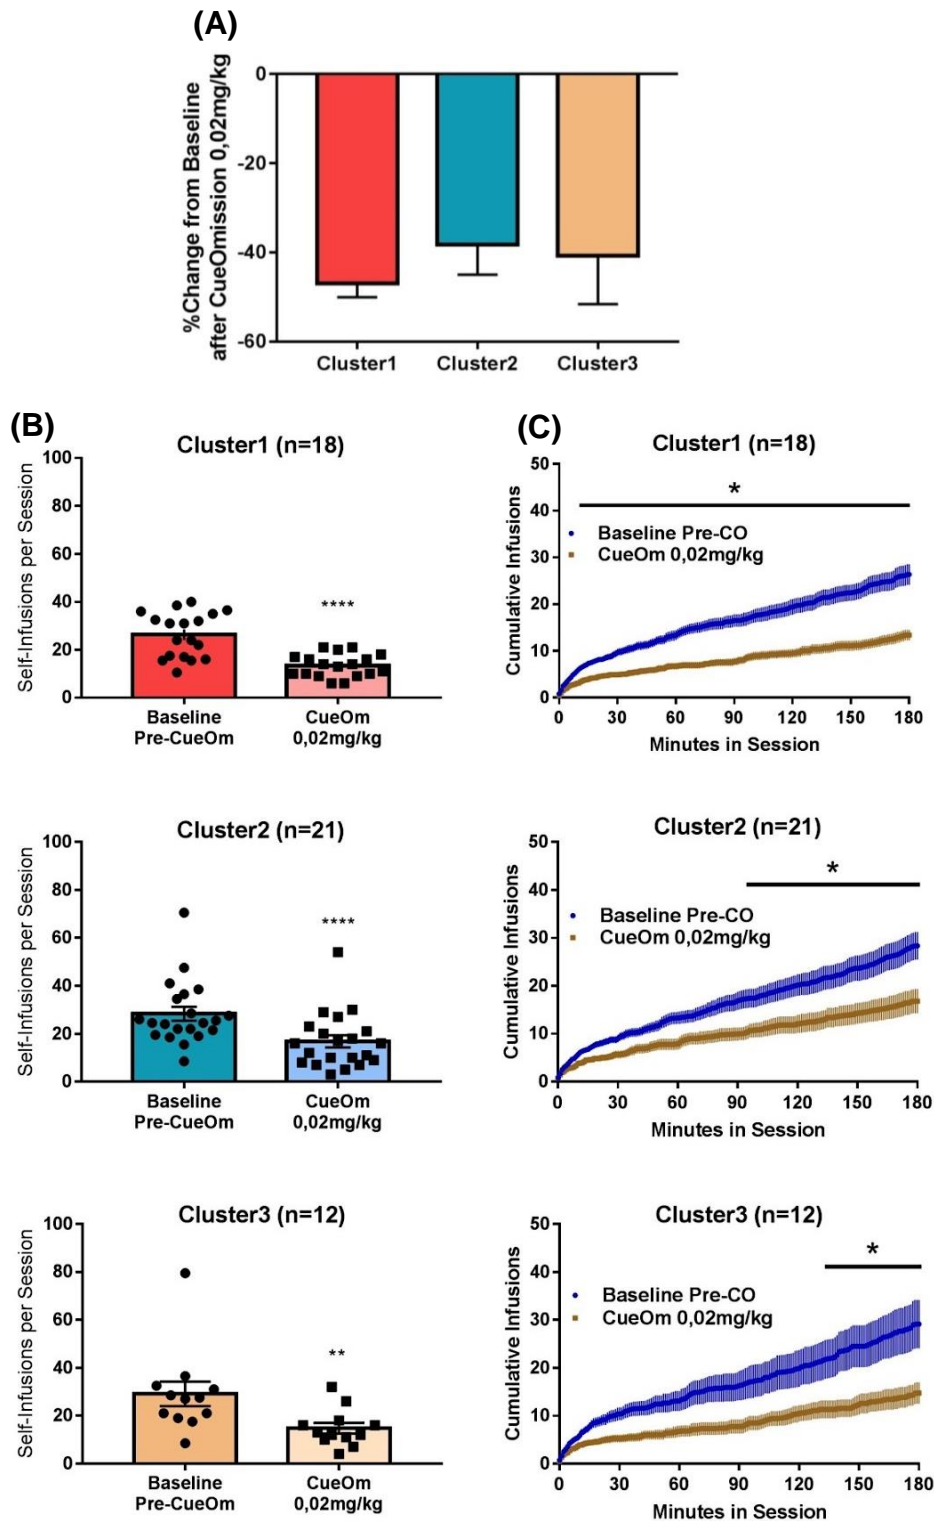 (A)
%Change from Baseline
after CueOmission 0,02mg/kg
0
-20
-40
-60
Cluster1 Cluster2 Cluster3
(B)
Cluster1 (n=18)
Self-Infusions per Session
100
80
60
40
20
0
****
Baseline
Pre-CueOm
CueOm
0,02mg/kg
(C)
Cluster1 (n=18)
Cumulative Infusions
50
40
30
20
10
0
*
Baseline Pre-CO
CueOm 0,02mg/kg
0 30 60 90 120 150 180
Minutes in Session
Cluster2 (n=21)
Self-Infusions per Session
100
80
60
40
20
0
****
Baseline
Pre-CueOm
CueOm
0,02mg/kg
Cluster2 (n=21)
Cumulative Infusions
50
40
30
20
10
0
*
Baseline Pre-CO
CueOm 0,02mg/kg
0 30 60 90 120 150 180
Minutes in Session
Cluster3 (n=12)
Self-Infusions per Session
100
80
60
40
20
0
**
Baseline
Pre-CueOm
CueOm
0,02mg/kg
Cluster3 (n=12)
Cumulative Infusions
50
40
30
20
10
0
*
Baseline Pre-CO
CueOm 0,02mg/kg
0 30 60 90 120 150 180
Minutes in Session